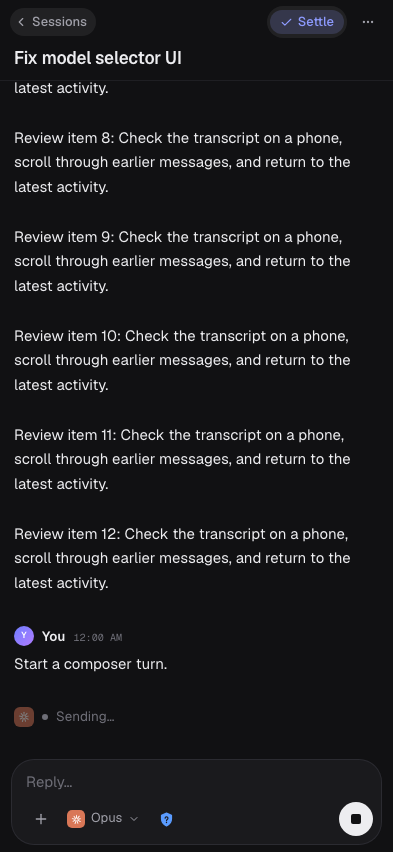 Sessions
Settle
Fix model selector UI
latest activity.
Review item 8: Check the transcript on a phone,
scroll through earlier messages, and return to the
latest activity.
Review item 9: Check the transcript on a phone,
scroll through earlier messages, and return to the
latest activity.
Review item 10: Check the transcript on a phone,
scroll through earlier messages, and return to the
latest activity.
Review item 11: Check the transcript on a phone,
scroll through earlier messages, and return to the
latest activity.
Review item 12: Check the transcript on a phone,
scroll through earlier messages, and return to the
latest activity.
Y You 12:00 AM
Start a composer turn.
Sending…
Reply…
Opus ?